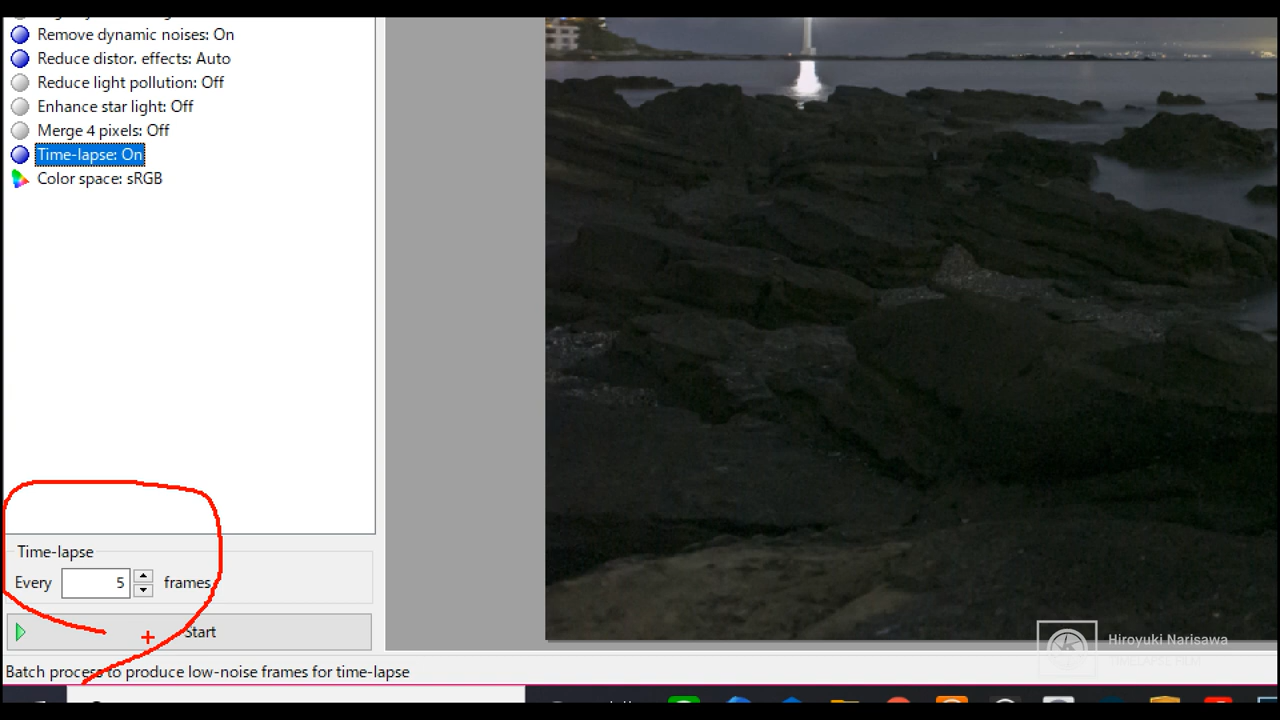 Remove dynamic noises: On
Reduce distor. effects: Auto
Reduce light pollution: Off
Enhance star light: Off
Merge 4 pixels: Off
Time-lapse: On
Color space: sRGB
Time-lapse
Every 5 frames
Start
Batch process to produce low-noise frames for time-lapse
Hiroyuki Narisawa